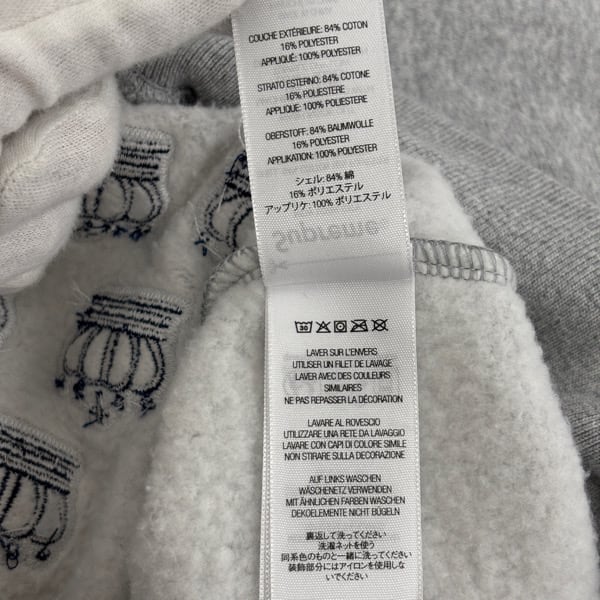 COUCHE EXTÉRIEURE: 84% COTON
16% POLYESTER
APPLIQUÉ: 100% POLYESTER
STRATO ESTERNO: 84% COTONE
16% POLIESTERE
APPLIQUE: 100% POLIESTERE
OBERSTOFF: 84% BAUMWOLLE
16% POLYESTER
APPLIKATION: 100% POLYESTER
シェル: 84% 綿
16% ポリエステル
アップリケ: 100% ポリエステル
Supreme.
30
LAVER SUR L'ENVERS
UTILISER UN FILET DE LAVAGE
LAVER AVEC DES COULEURS
SIMILAIRES
NE PAS REPASSER LA DÉCORATION
LAVARE AL ROVESCIO
UTILIZZARE UNA RETE DA LAVAGGIO
LAVARE CON CAPI DI COLORE SIMILE
NON STIRARE SULLA DECORAZIONE
AUF LINKS WASCHEN
WÄSCHENETZ VERWENDEN
MIT ÄHNLICHEN FARBEN WASCHEN
DEKOELEMENTE NICHT BÜGELN
裏返して洗ってください
洗濯ネットを使う
同系色のものと一緒に洗ってください
装飾部分にはアイロンを使用しな
いでください